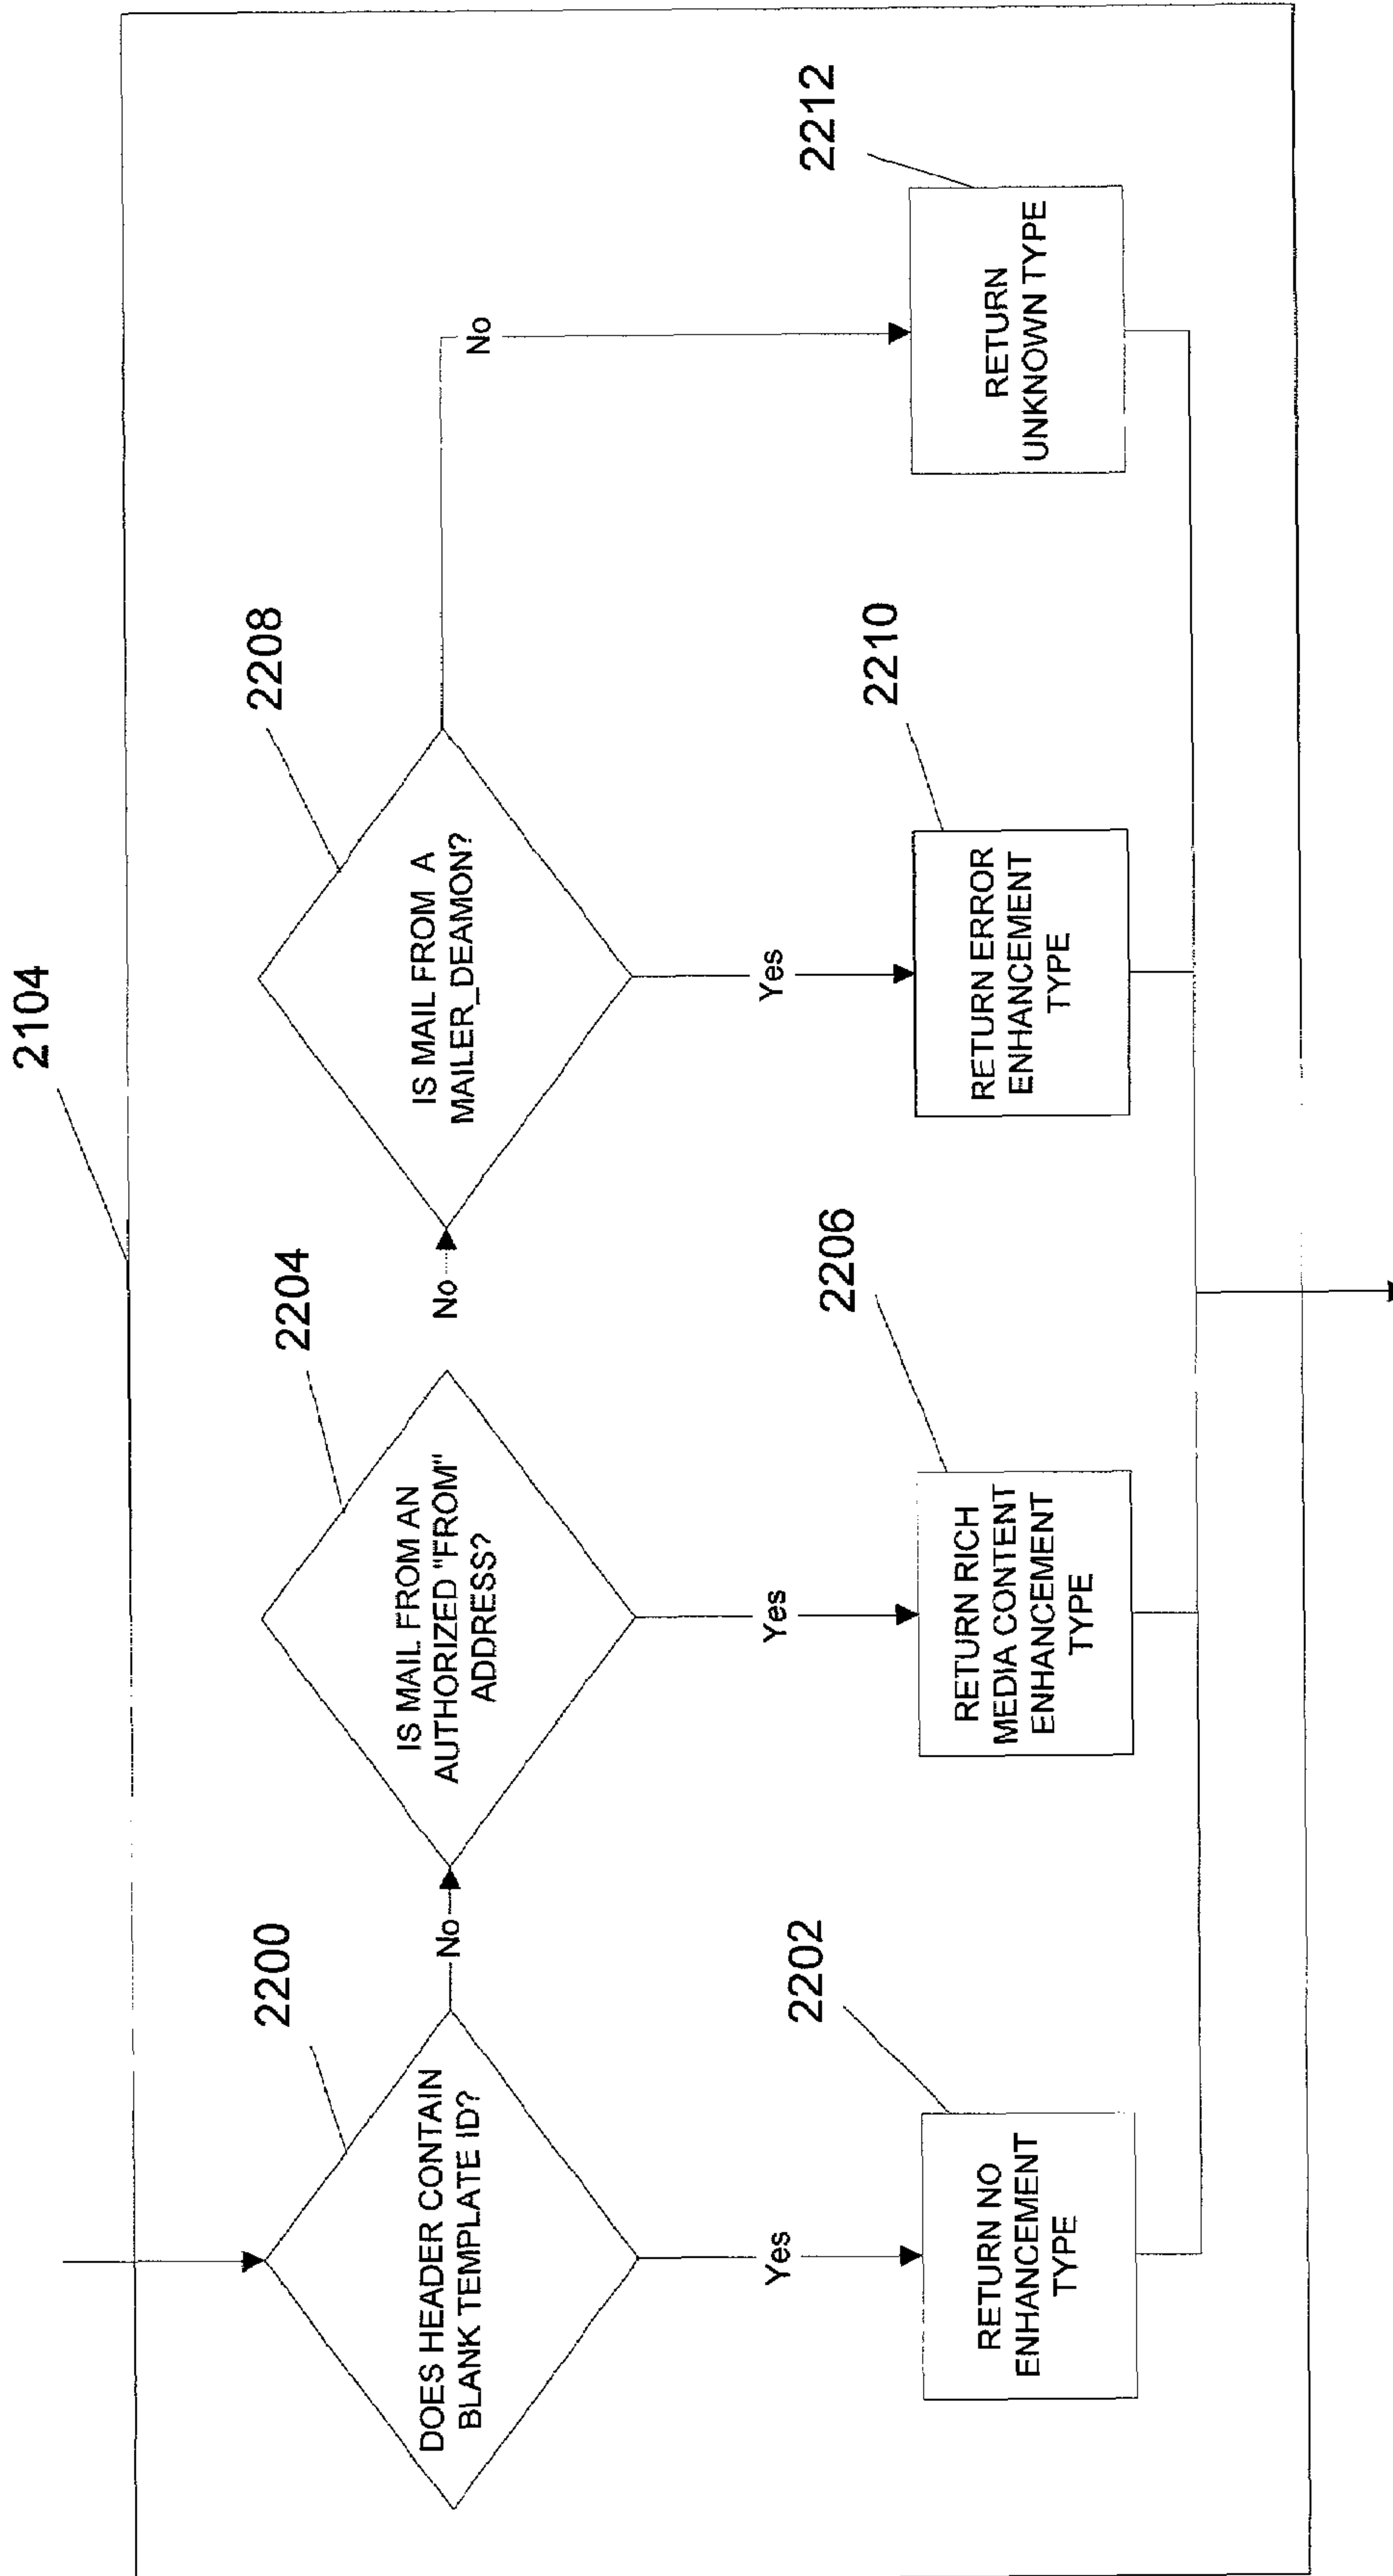 2104
2200
DOES HEADER CONTAIN
BLANK TEMPLATE ID?
No
2204
IS MAIL FROM AN
AUTHORIZED "FROM"
ADDRESS?
No
2208
IS MAIL FROM A
MAILER_DEAMON?
No
Yes
Yes
Yes
2202
RETURN NO
ENHANCEMENT
TYPE
2206
RETURN RICH
MEDIA CONTENT
ENHANCEMENT
TYPE
2210
RETURN ERROR
ENHANCEMENT
TYPE
2212
RETURN
UNKNOWN TYPE